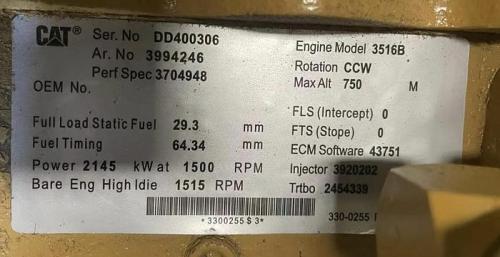 CAT Ser. No DD400306
Ar. No 3994246
Perf Spec 3704948
OEM No.
Engine Model 3516B
Rotation CCW
Max Alt 750 M
Full Load Static Fuel 29.3 mm
Fuel Timing 64.34 mm
Power 2145 kW at 1500 RPM
Bare Eng High Idie 1515 RPM
FLS (Intercept) 0
FTS (Stope) 0
ECM Software 43751
Injector 3920202
Trtbo 2454339
*3300255 $ 3*
330-0255